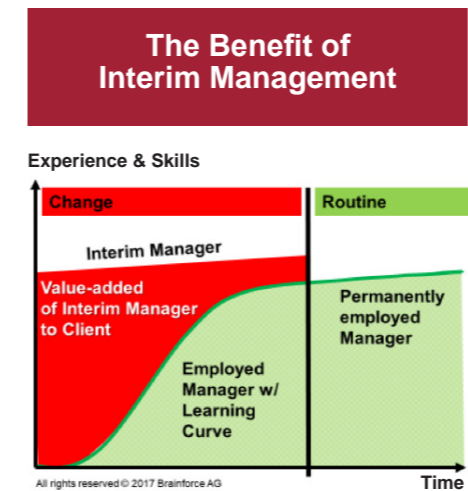 The Benefit of
Interim Management
Experience & Skills
Change
Routine
Interim Manager
Value-added
of Interim Manager
to Client
Permanently
employed
Manager
Employed
Manager w/
Learning
Curve
All rights reserved © 2017 Brainforce AG
Time